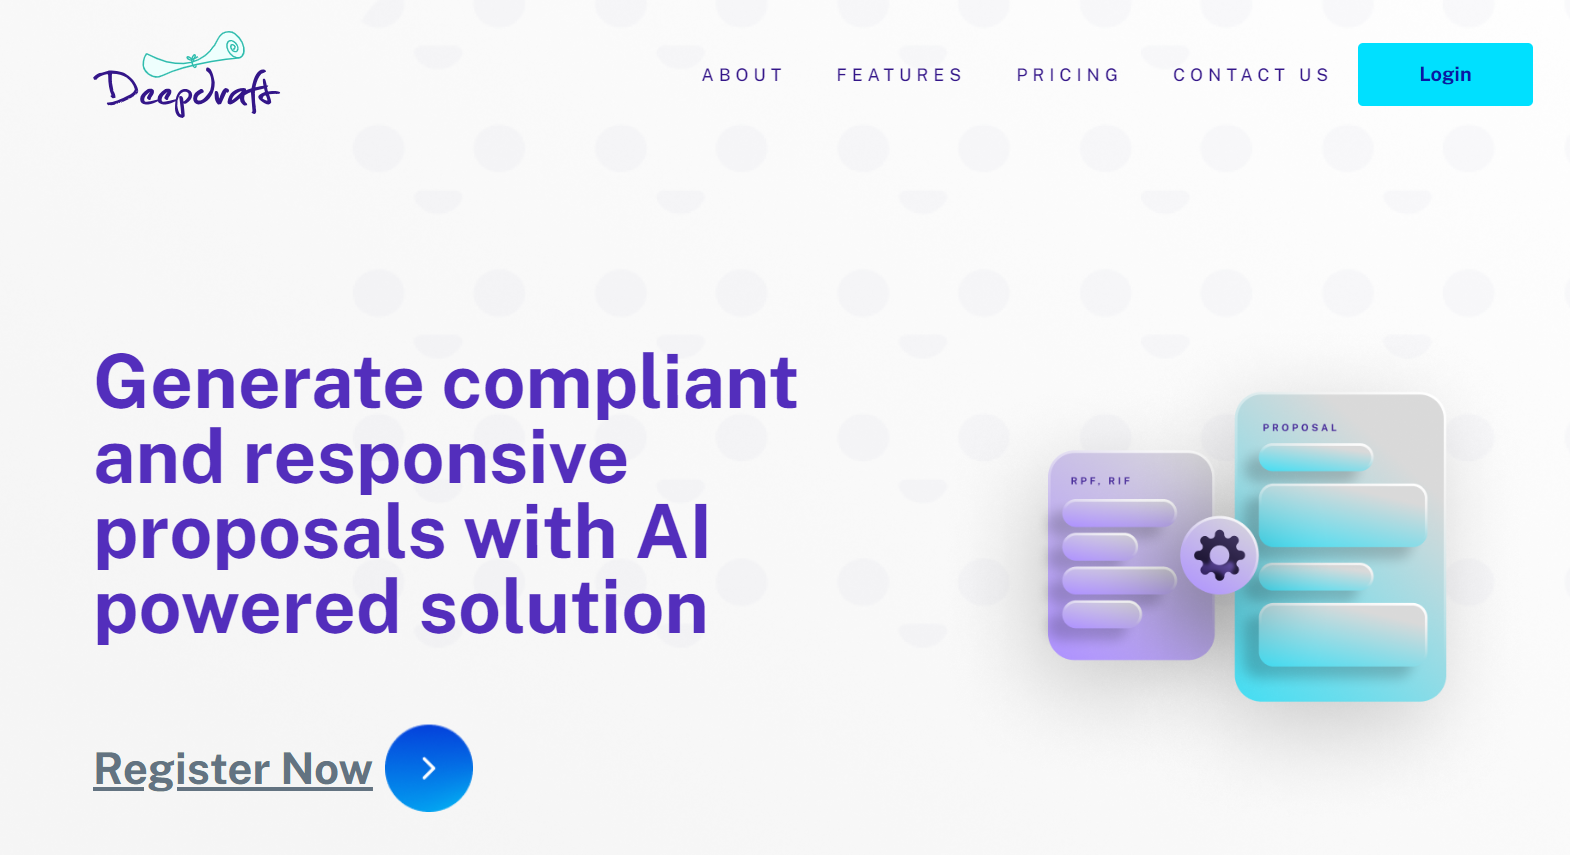 Deepdraft
ABOUT FEATURES PRICING CONTACT US Login
Generate compliant
and responsive
proposals with AI
powered solution
Register Now
RPF, RIF
PROPOSAL